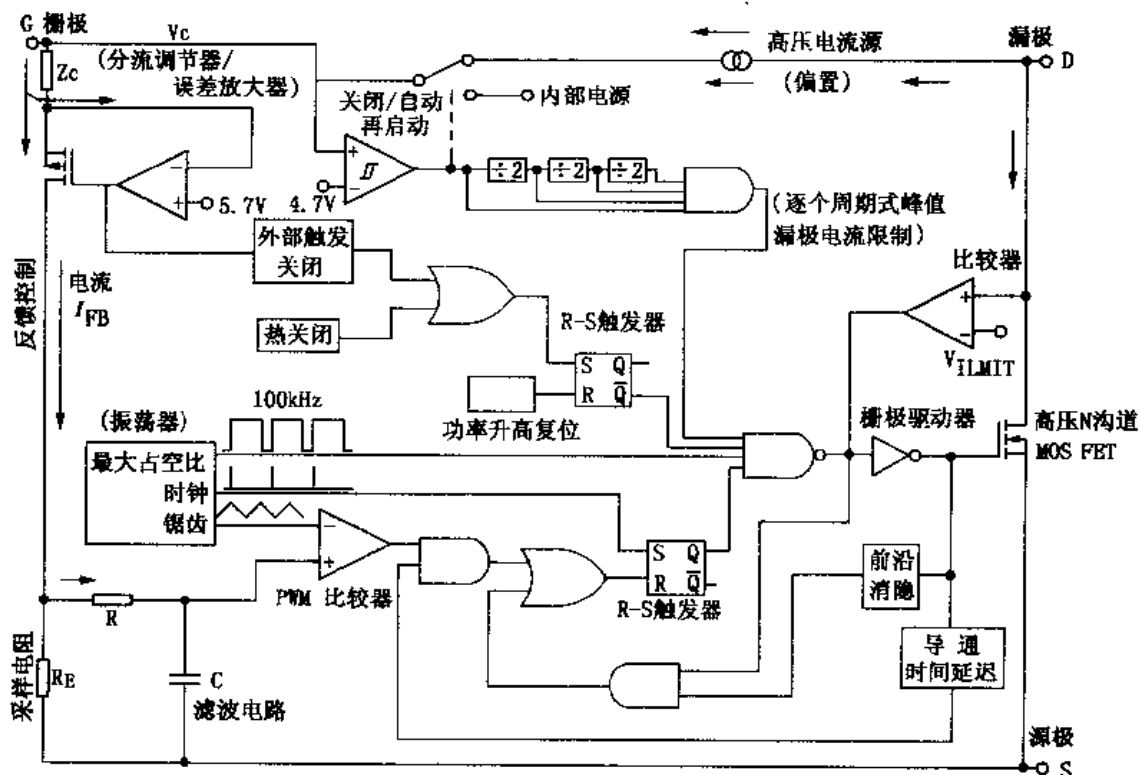 G 栅极
Vc
(分流调节器/
误差放大器)
Zc
高压电流源
(偏置)
漏极
D
关闭/自动
再启动
内部电源
+
−
÷2
÷2
÷2
−
+
5.7V
4.7V
(逐个周期式峰值
漏极电流限制)
外部触发
关闭
比较器
+
−
VILMIT
反馈控制
电流
IFB
热关闭
R-S触发器
S Q
R Q̅
功率升高复位
100kHz
(振荡器)
最大占空比
时钟
锯齿
栅极驱动器
高压N沟道
MOS FET
−
+
PWM 比较器
S Q
R Q̅
R-S触发器
前沿
消隐
导 通
时间延迟
R
采样电阻
RE
C
滤波电路
源极
S